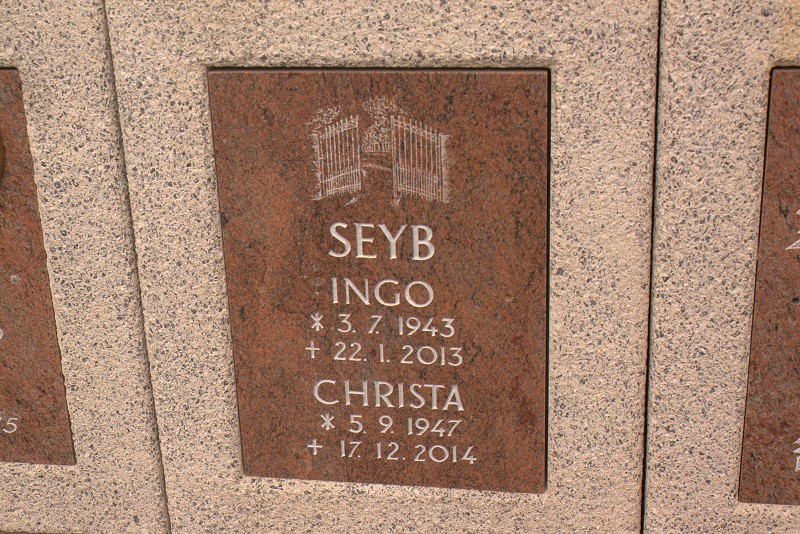 SEYB
INGO
* 3. 7. 1943
+ 22. 1. 2013
CHRISTA
* 5. 9. 1947
+ 17. 12. 2014